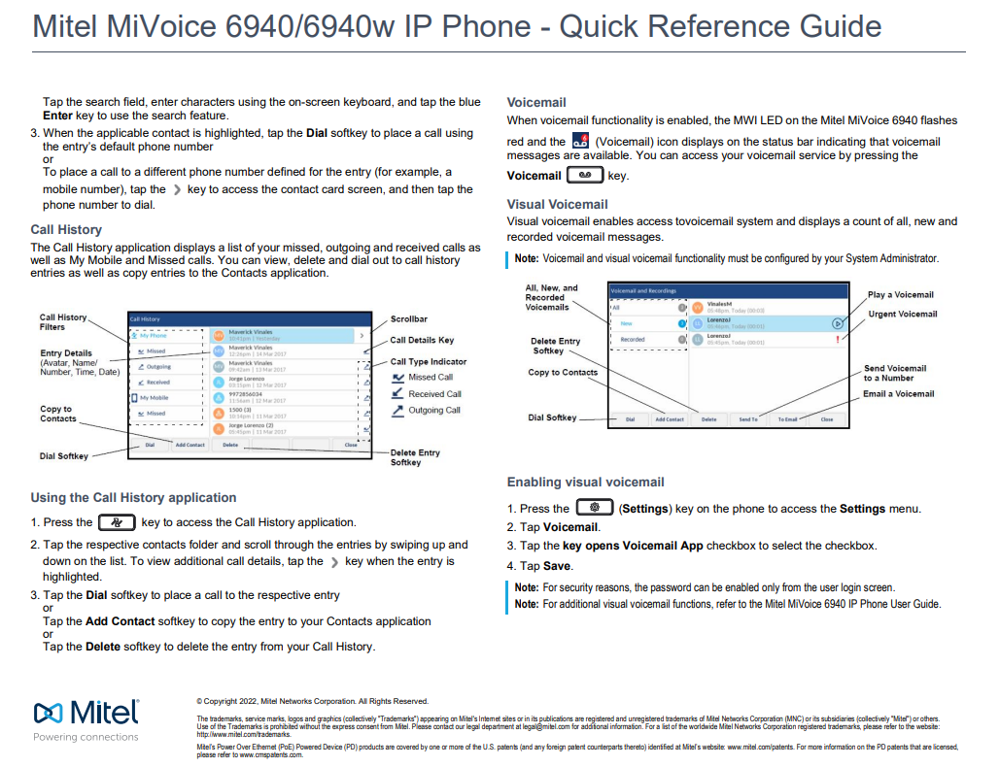 Mitel MiVoice 6940/6940w IP Phone - Quick Reference Guide
Tap the search field, enter characters using the on-screen keyboard, and tap the blue
Enter key to use the search feature.
3. When the applicable contact is highlighted, tap the Dial softkey to place a call using
the entry's default phone number
or
To place a call to a different phone number defined for the entry (for example, a
mobile number), tap the key to access the contact card screen, and then tap the
phone number to dial.
Call History
The Call History application displays a list of your missed, outgoing and received calls as
well as My Mobile and Missed calls. You can view, delete and dial out to call history
entries as well as copy entries to the Contacts application.
Call History
Filters
Entry Details
(Avatar, Name/
Number, Time, Date)
Copy to
Contacts
Dial Softkey
Call History
My Phone
Missed
Outgoing
Received
My Mobile
Missed
Maverick Vinales
Maverick Vinales
12:26pm | 14 Mar 2017
Maverick Vinales
09:42am | 13 Mar 2017
Jorge Lorenzo
03:15pm | 12 Mar 2017
9972856034
11:56am | 12 Mar 2017
1500 (3)
10:14pm | 11 Mar 2017
Jorge Lorenzo (2)
05:45pm | 11 Mar 2017
Dial
Add Contact
Delete
Close
Scrollbar
Call Details Key
Call Type Indicator
Missed Call
Received Call
Outgoing Call
Delete Entry
Softkey
Using the Call History application
1. Press the key to access the Call History application.
2. Tap the respective contacts folder and scroll through the entries by swiping up and
down on the list. To view additional call details, tap the key when the entry is
highlighted.
3. Tap the Dial softkey to place a call to the respective entry
or
Tap the Add Contact softkey to copy the entry to your Contacts application
or
Tap the Delete softkey to delete the entry from your Call History.
Voicemail
When voicemail functionality is enabled, the MWI LED on the Mitel MiVoice 6940 flashes
red and the (Voicemail) icon displays on the status bar indicating that voicemail
messages are available. You can access your voicemail service by pressing the
Voicemail key.
Visual Voicemail
Visual voicemail enables access tovoicemail system and displays a count of all, new and
recorded voicemail messages.
Note: Voicemail and visual voicemail functionality must be configured by your System Administrator.
All, New, and
Recorded
Voicemails
Delete Entry
Softkey
Copy to Contacts
Dial Softkey
Voicemail and Recordings
All
New
Recorded
VinalesM
05:48pm, Today (00:03)
LorenzoJ
05:46pm, Today (00:01)
LorenzoJ
05:45pm, Today (00:01)
Dial
Add Contact
Delete
Send To
To Email
Close
Play a Voicemail
Urgent Voicemail
Send Voicemail
to a Number
Email a Voicemail
Enabling visual voicemail
1. Press the (Settings) key on the phone to access the Settings menu.
2. Tap Voicemail.
3. Tap the key opens Voicemail App checkbox to select the checkbox.
4. Tap Save.
Note: For security reasons, the password can be enabled only from the user login screen.
Note: For additional visual voicemail functions, refer to the Mitel MiVoice 6940 IP Phone User Guide.
Mitel
Powering connections
© Copyright 2022, Mitel Networks Corporation. All Rights Reserved.
The trademarks, service marks, logos and graphics (collectively "Trademarks") appearing on Mitel's Internet sites or in its publications are registered and unregistered trademarks of Mitel Networks Corporation (MNC) or its subsidiaries (collectively "Mitel") or others.
Use of the Trademarks is prohibited without the express consent from Mitel. Please contact our legal department at legal@mitel.com for additional information. For a list of the worldwide Mitel Networks Corporation registered trademarks, please refer to the website:
http://www.mitel.com/trademarks.
Mitel's Power Over Ethernet (PoE) Powered Device (PD) products are covered by one or more of the U.S. patents (and any foreign patent counterparts thereto) identified at Mitel's website: www.mitel.com/patents. For more information on the PD patents that are licensed,
please refer to www.cmspatents.com.